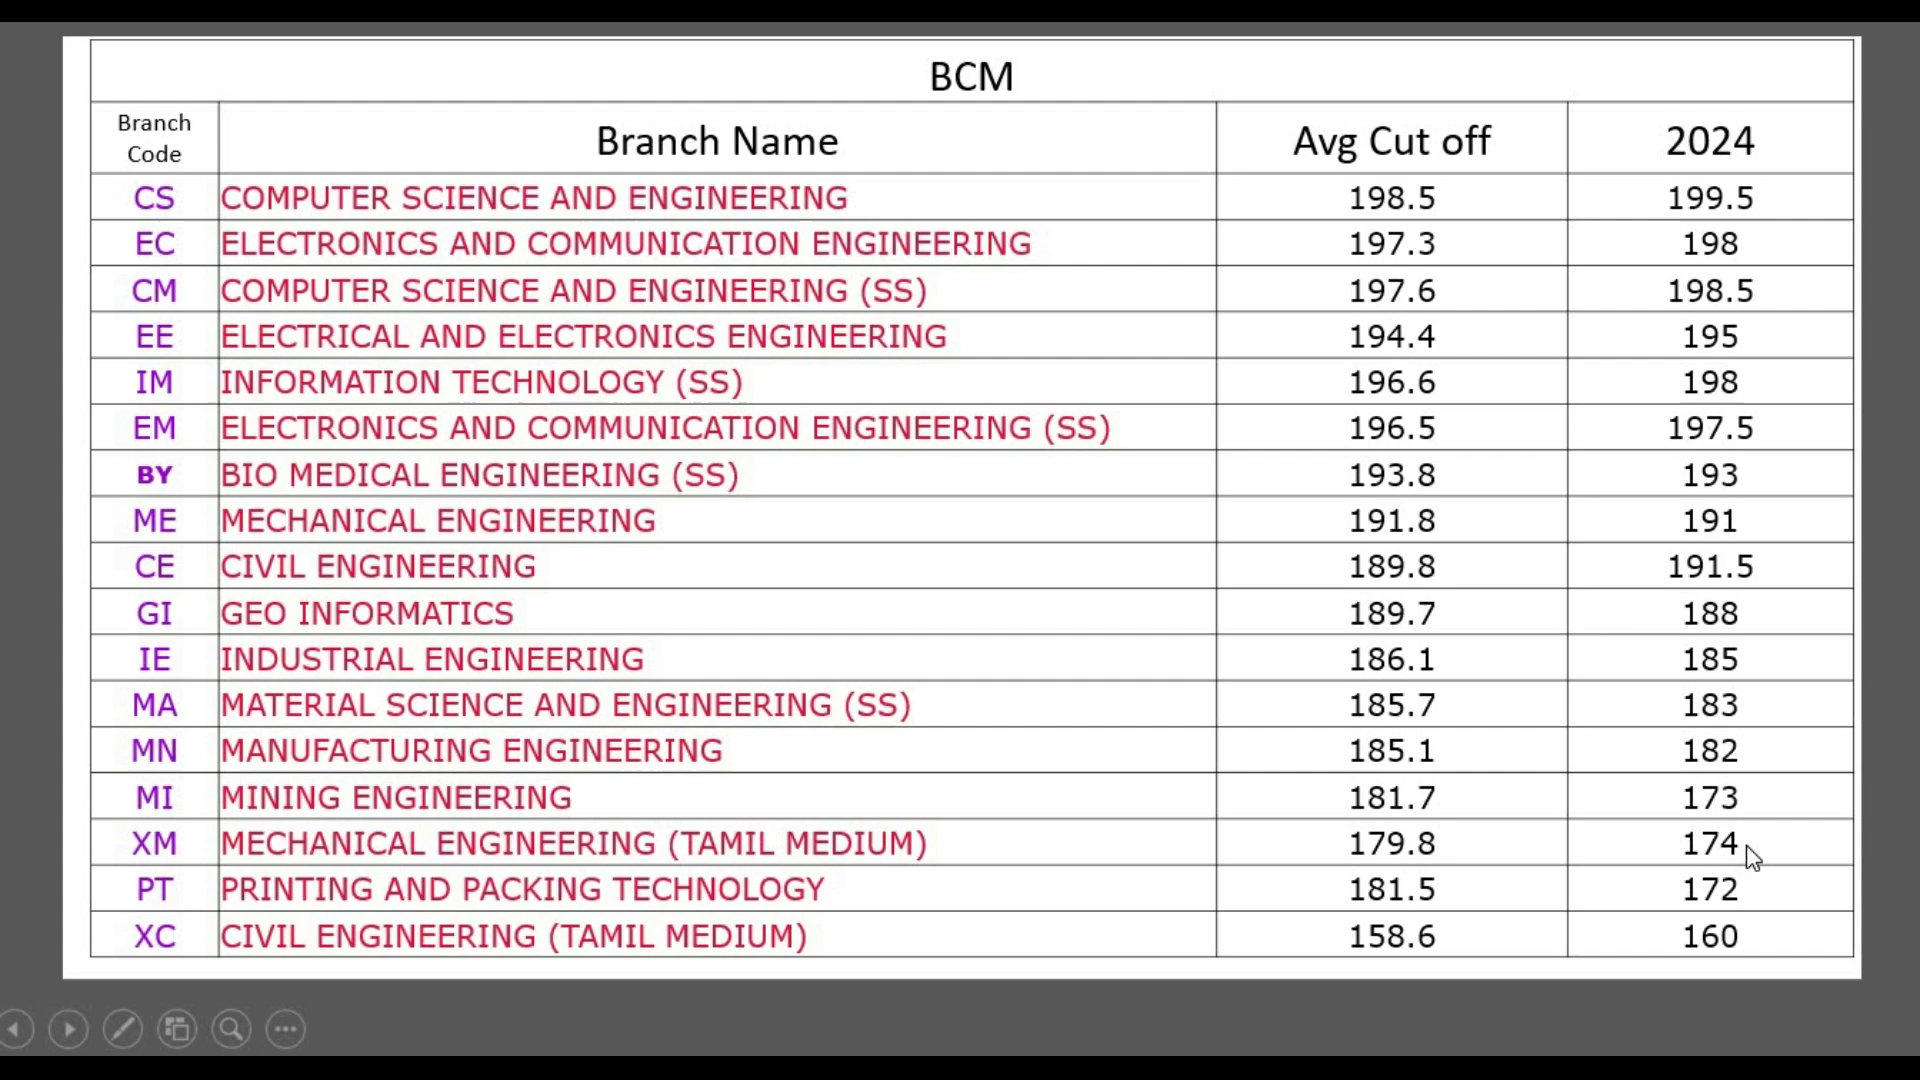 BCM
Branch Code Branch Name Avg Cut off 2024
CS COMPUTER SCIENCE AND ENGINEERING 198.5 199.5
EC ELECTRONICS AND COMMUNICATION ENGINEERING 197.3 198
CM COMPUTER SCIENCE AND ENGINEERING (SS) 197.6 198.5
EE ELECTRICAL AND ELECTRONICS ENGINEERING 194.4 195
IM INFORMATION TECHNOLOGY (SS) 196.6 198
EM ELECTRONICS AND COMMUNICATION ENGINEERING (SS) 196.5 197.5
BY BIO MEDICAL ENGINEERING (SS) 193.8 193
ME MECHANICAL ENGINEERING 191.8 191
CE CIVIL ENGINEERING 189.8 191.5
GI GEO INFORMATICS 189.7 188
IE INDUSTRIAL ENGINEERING 186.1 185
MA MATERIAL SCIENCE AND ENGINEERING (SS) 185.7 183
MN MANUFACTURING ENGINEERING 185.1 182
MI MINING ENGINEERING 181.7 173
XM MECHANICAL ENGINEERING (TAMIL MEDIUM) 179.8 174
PT PRINTING AND PACKING TECHNOLOGY 181.5 172
XC CIVIL ENGINEERING (TAMIL MEDIUM) 158.6 160